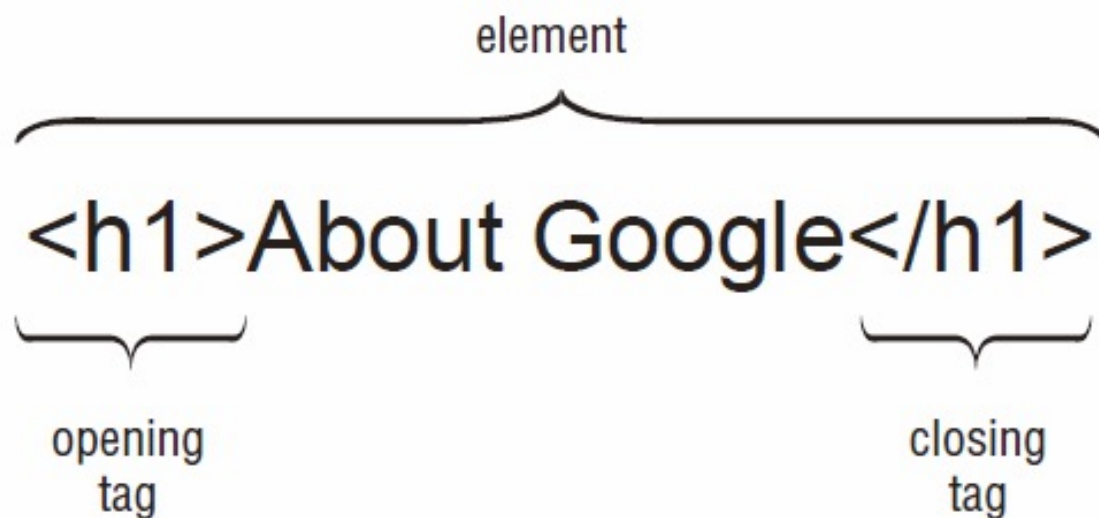 element
<h1>About Google</h1>
opening
tag
closing
tag